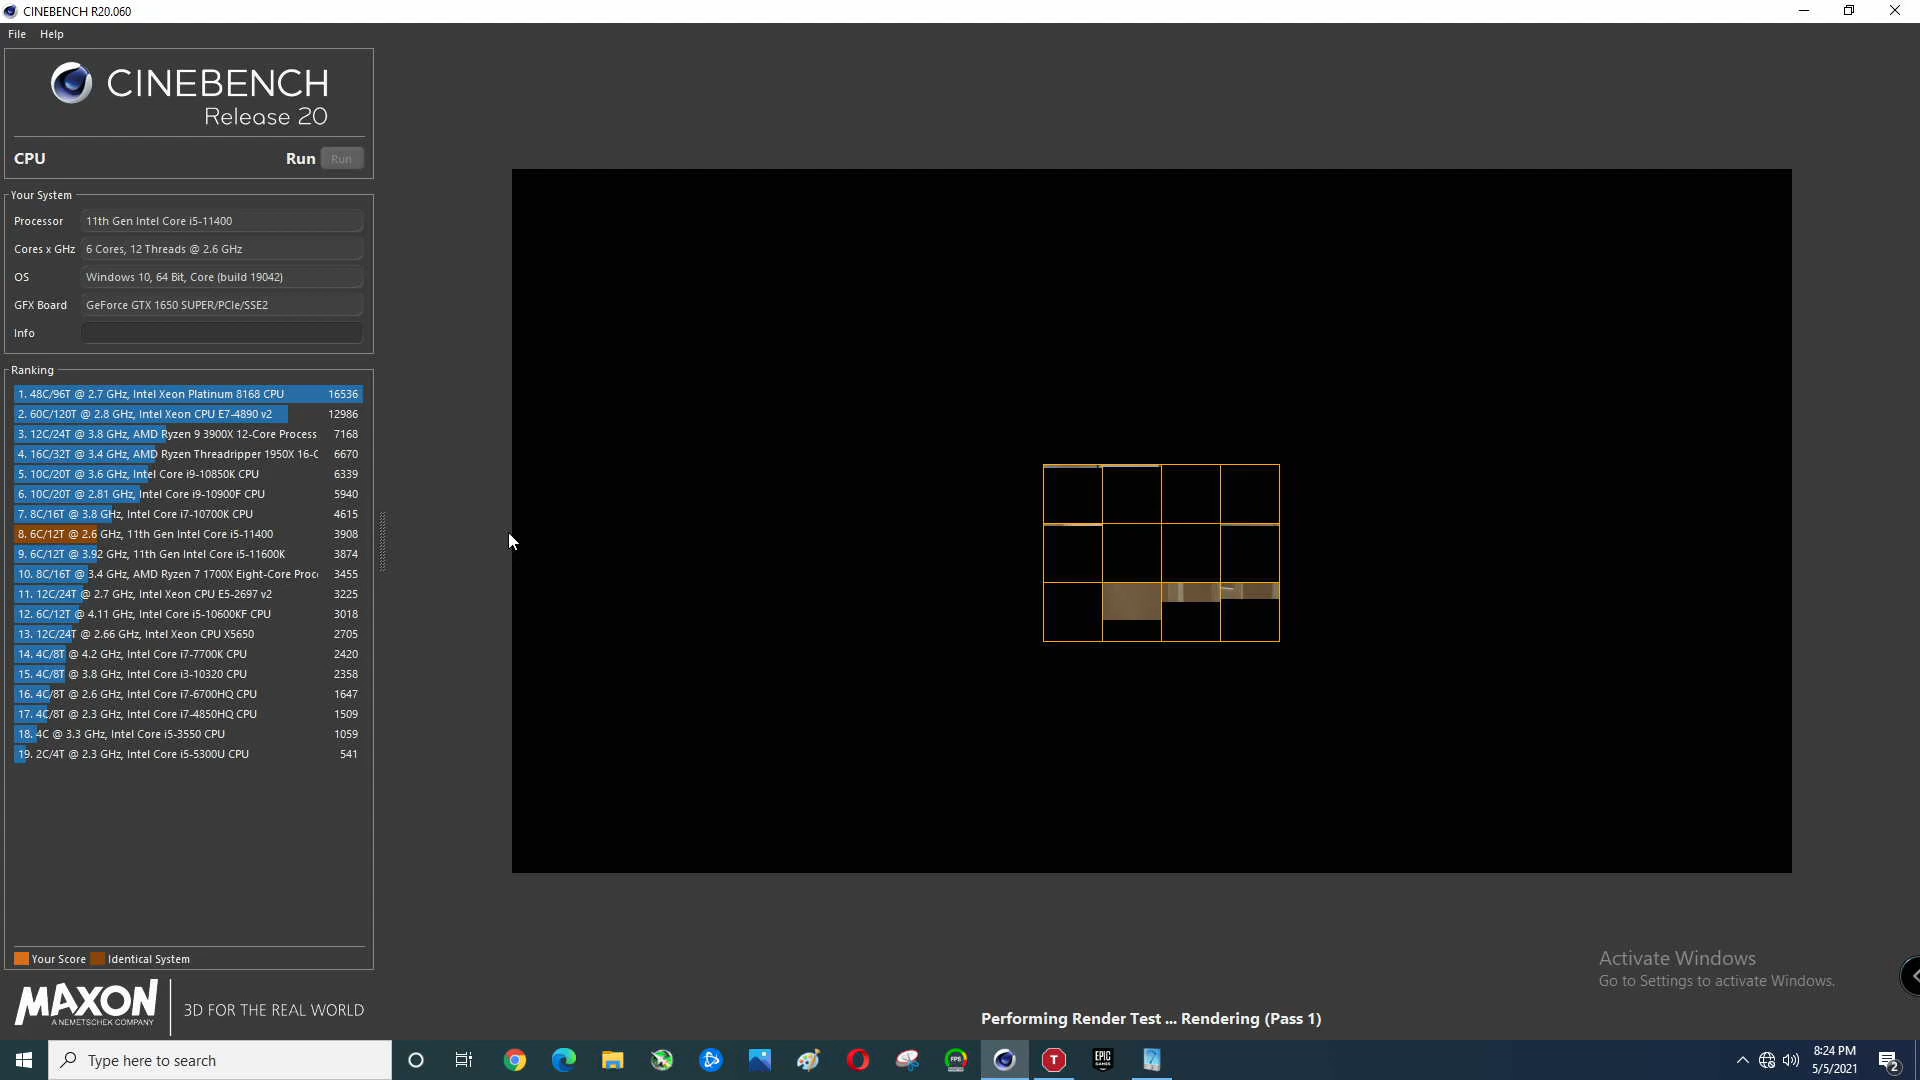 CINEBENCH R20.060
File Help
CINEBENCH
Release 20
CPU Run Run
Your System
Processor 11th Gen Intel Core i5-11400
Cores x GHz 6 Cores, 12 Threads @ 2.6 GHz
OS Windows 10, 64 Bit, Core (build 19042)
GFX Board GeForce GTX 1650 SUPER/PCIe/SSE2
Info
Ranking
1. 48C/96T @ 2.7 GHz, Intel Xeon Platinum 8168 CPU 16536
2. 60C/120T @ 2.8 GHz, Intel Xeon CPU E7-4890 v2 12986
3. 12C/24T @ 3.8 GHz, AMD Ryzen 9 3900X 12-Core Process 7168
4. 16C/32T @ 3.4 GHz, AMD Ryzen Threadripper 1950X 16-C 6670
5. 10C/20T @ 3.6 GHz, Intel Core i9-10850K CPU 6339
6. 10C/20T @ 2.81 GHz, Intel Core i9-10900F CPU 5940
7. 8C/16T @ 3.8 GHz, Intel Core i7-10700K CPU 4615
8. 6C/12T @ 2.6 GHz, 11th Gen Intel Core i5-11400 3908
9. 6C/12T @ 3.92 GHz, 11th Gen Intel Core i5-11600K 3874
10. 8C/16T @ 3.4 GHz, AMD Ryzen 7 1700X Eight-Core Proc 3455
11. 12C/24T @ 2.7 GHz, Intel Xeon CPU E5-2697 v2 3225
12. 6C/12T @ 4.11 GHz, Intel Core i5-10600KF CPU 3018
13. 12C/24T @ 2.66 GHz, Intel Xeon CPU X5650 2705
14. 4C/8T @ 4.2 GHz, Intel Core i7-7700K CPU 2420
15. 4C/8T @ 3.8 GHz, Intel Core i3-10320 CPU 2358
16. 4C/8T @ 2.6 GHz, Intel Core i7-6700HQ CPU 1647
17. 4C/8T @ 2.3 GHz, Intel Core i7-4850HQ CPU 1509
18. 4C @ 3.3 GHz, Intel Core i5-3550 CPU 1059
19. 2C/4T @ 2.3 GHz, Intel Core i5-5300U CPU 541
Your Score Identical System
MAXON
A NEMETSCHEK COMPANY
3D FOR THE REAL WORLD
Activate Windows
Go to Settings to activate Windows.
Performing Render Test ... Rendering (Pass 1)
Type here to search
FPS
T
EPIC
GAMES
8:24 PM
5/5/2021
2